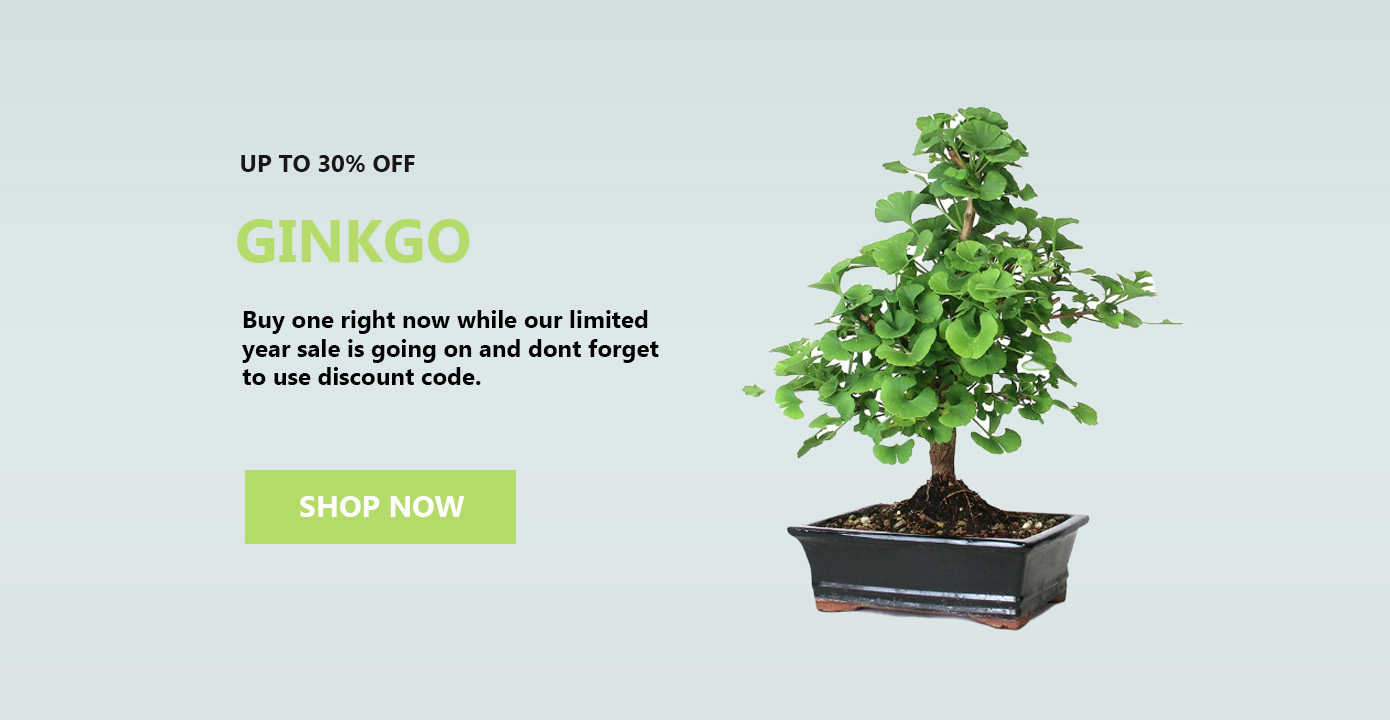 UP TO 30% OFF
GINKGO
Buy one right now while our limited
year sale is going on and dont forget
to use discount code.
SHOP NOW